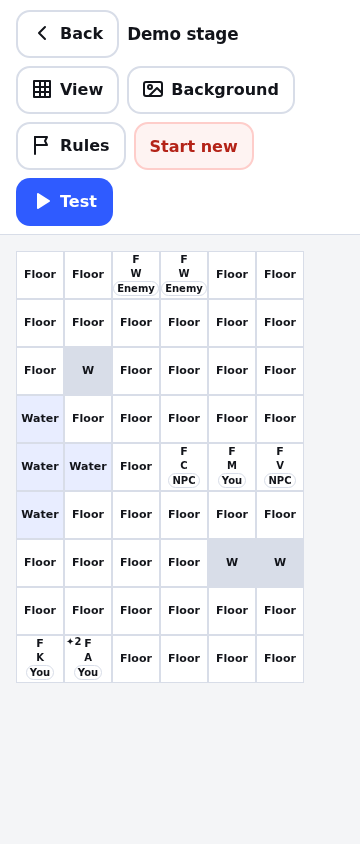 Back Demo stage
View Background
Rules Start new
Test
Floor Floor F W Enemy F W Enemy Floor Floor
Floor Floor Floor Floor Floor Floor
Floor W Floor Floor Floor Floor
Water Floor Floor Floor Floor Floor
Water Water Floor F C NPC F M You F V NPC
Water Floor Floor Floor Floor Floor
Floor Floor Floor Floor W W
Floor Floor Floor Floor Floor Floor
F K You ✦2 F A You Floor Floor Floor Floor